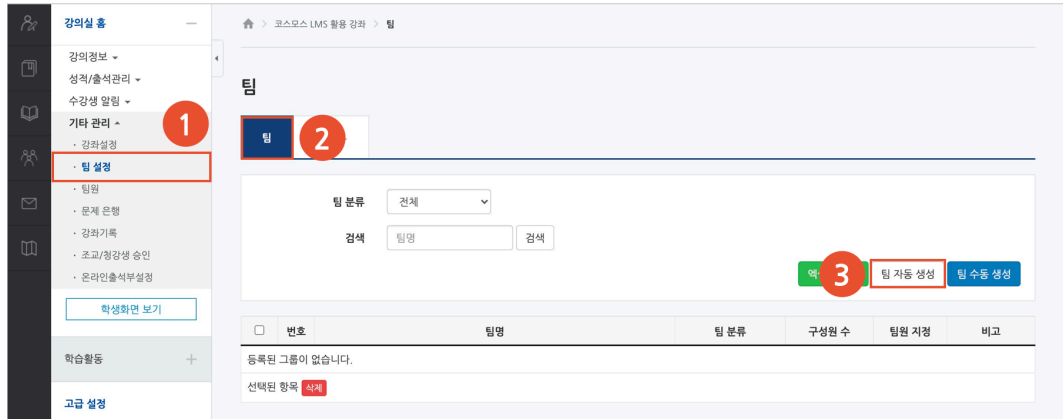 강의실 홈
코스모스 LMS 활용 강좌 > 팀
강의정보
성적/출석관리
수강생 알림
기타 관리
1
· 강좌설정
· 팀 설정
· 팀원
· 문제 은행
· 강좌기록
· 조교/청강생 승인
· 온라인출석부설정
학생화면 보기
학습활동
고급 설정
팀
팀
2
팀 분류 전체
검색 팀명 검색
3 팀 자동 생성 팀 수동 생성
번호 팀명 팀 분류 구성원 수 팀원 지정 비고
등록된 그룹이 없습니다.
선택된 항목 삭제